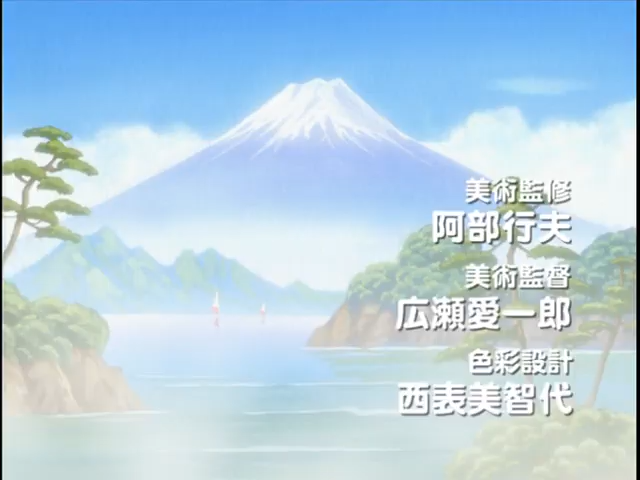 美術監修
阿部行夫
美術監督
広瀬愛一郎
色彩設計
西表美智代